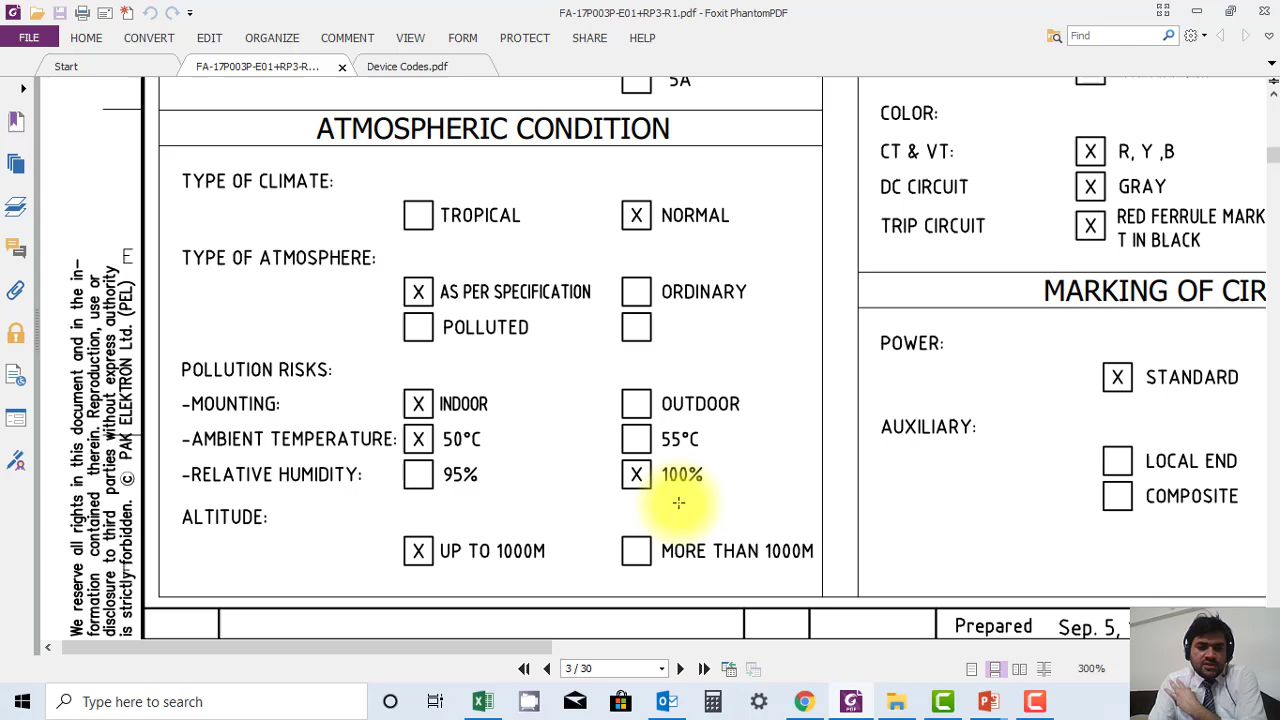 FA-17P003P-E01+RP3-R1.pdf - Foxit PhantomPDF
FILE HOME CONVERT EDIT ORGANIZE COMMENT VIEW FORM PROTECT SHARE HELP Find
Start FA-17P003P-E01+RP3-R... Device Codes.pdf
5A
ATMOSPHERIC CONDITION
TYPE OF CLIMATE:
TROPICAL X NORMAL
TYPE OF ATMOSPHERE:
X AS PER SPECIFICATION ORDINARY
POLLUTED
POLLUTION RISKS:
-MOUNTING: X INDOOR OUTDOOR
-AMBIENT TEMPERATURE: X 50°C 55°C
-RELATIVE HUMIDITY: 95% X 100%
ALTITUDE:
X UP TO 1000M MORE THAN 1000M
COLOR:
CT & VT: X R, Y ,B
DC CIRCUIT X GRAY
TRIP CIRCUIT X RED FERRULE MARK
T IN BLACK
MARKING OF CIR
POWER:
X STANDARD
AUXILIARY:
LOCAL END
COMPOSITE
E
We reserve all rights in this document and in the in-
formation contained therein. Reproduction, use or
disclosure to third parties without express authority
is strictly forbidden. © PAK ELEKTRON Ltd. (PEL)
Prepared Sep. 5,
3 / 30 300%
Type here to search